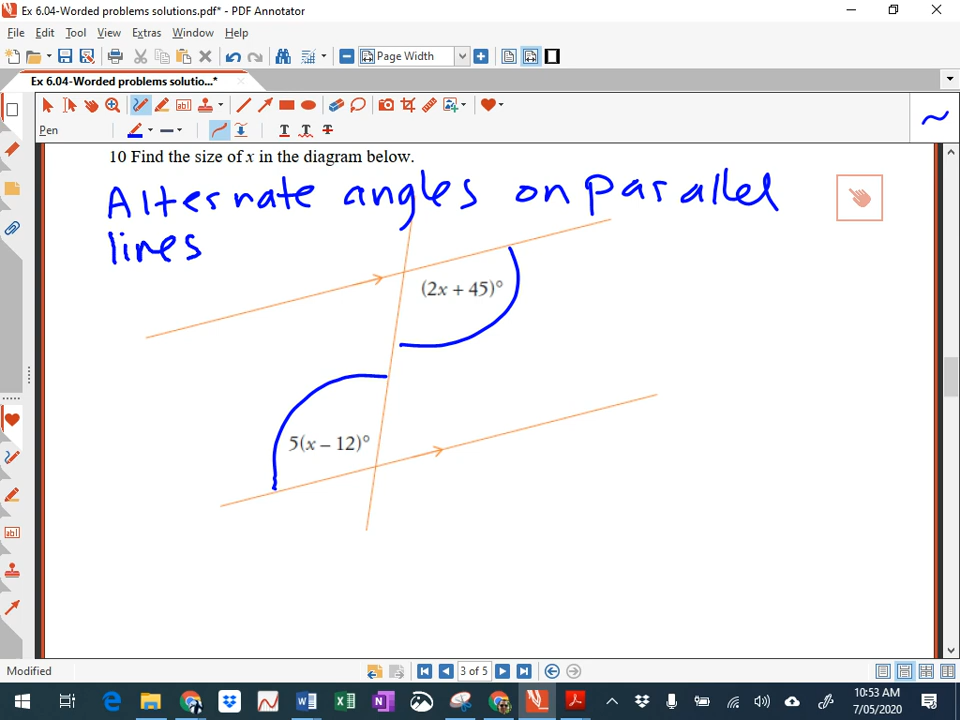 Ex 6.04-Worded problems solutions.pdf* - PDF Annotator
File Edit Tool View Extras Window Help
Page Width
Ex 6.04-Worded problems solutio...*
Pen
10 Find the size of x in the diagram below.
Alternate angles on parallel
lines
(2x + 45)°
5(x – 12)°
Modified
3 of 5
10:53 AM
7/05/2020